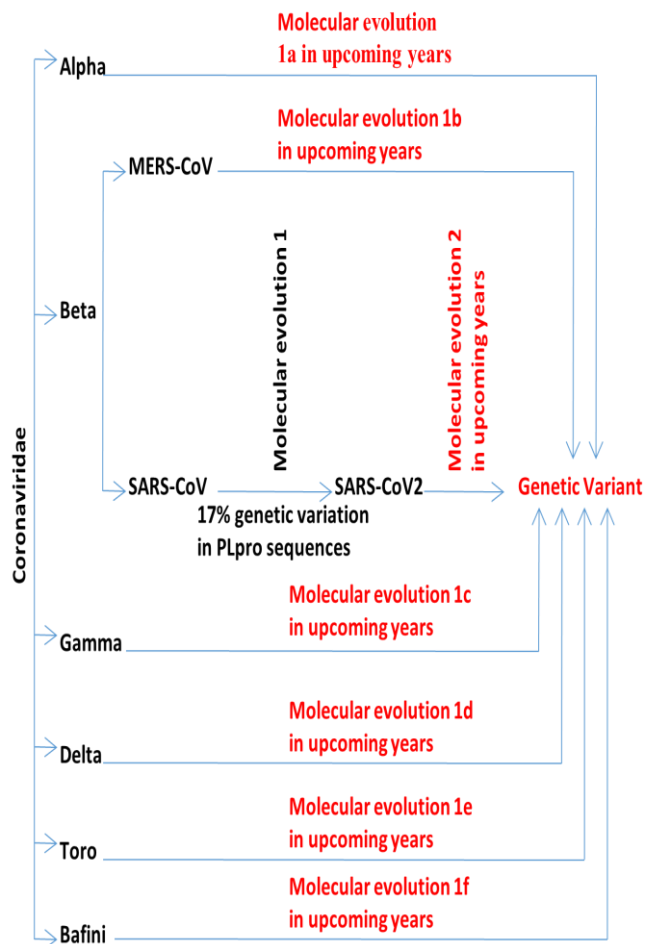 Molecular evolution
1a in upcoming years
Alpha
Molecular evolution 1b
in upcoming years
MERS-CoV
Molecular evolution 1
Molecular evolution 2
in upcoming years
Beta
SARS-CoV
SARS-CoV2
Genetic Variant
17% genetic variation
in PLpro sequences
Coronaviridae
Molecular evolution 1c
in upcoming years
Gamma
Molecular evolution 1d
in upcoming years
Delta
Molecular evolution 1e
in upcoming years
Toro
Molecular evolution 1f
in upcoming years
Bafini